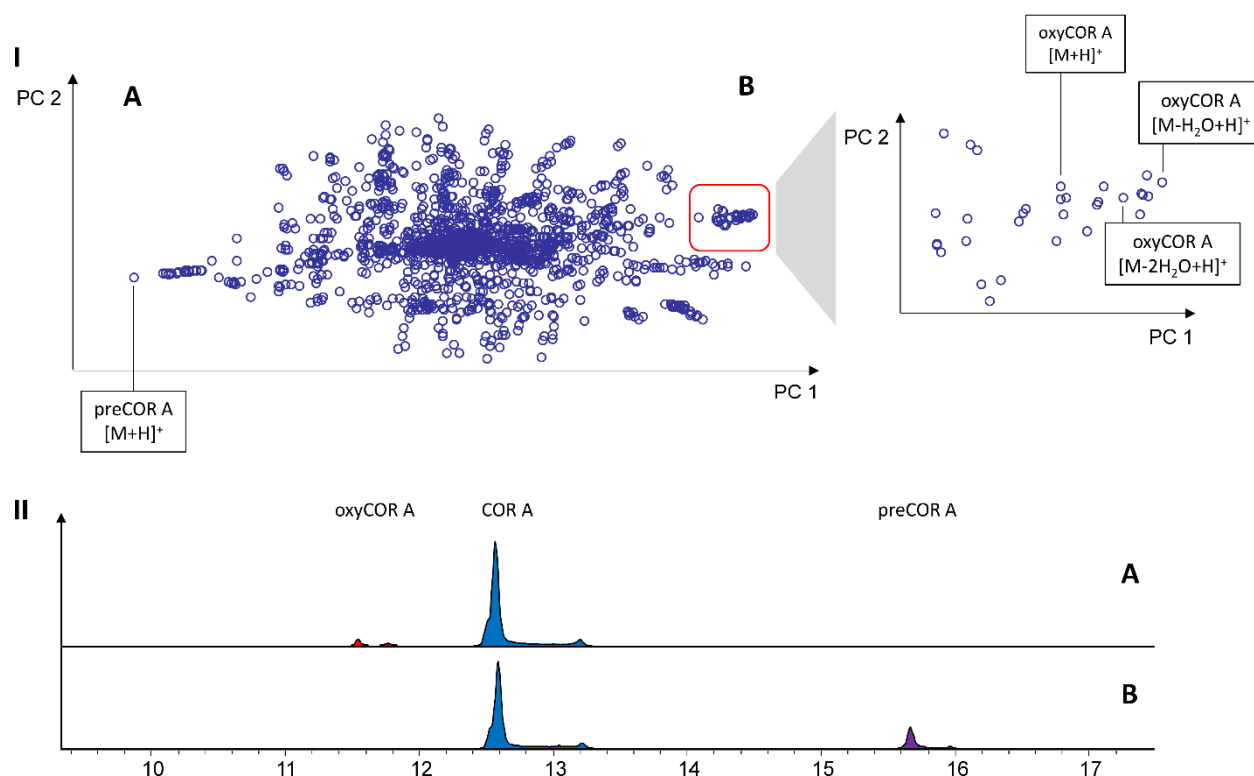 I
PC 2
A
B
oxyCOR A
[M+H]⁺
oxyCOR A
[M-H₂O+H]⁺
PC 2
oxyCOR A
[M-2H₂O+H]⁺
PC 1
PC 1
preCOR A
[M+H]⁺
II
oxyCOR A COR A preCOR A
A
B
10 11 12 13 14 15 16 17